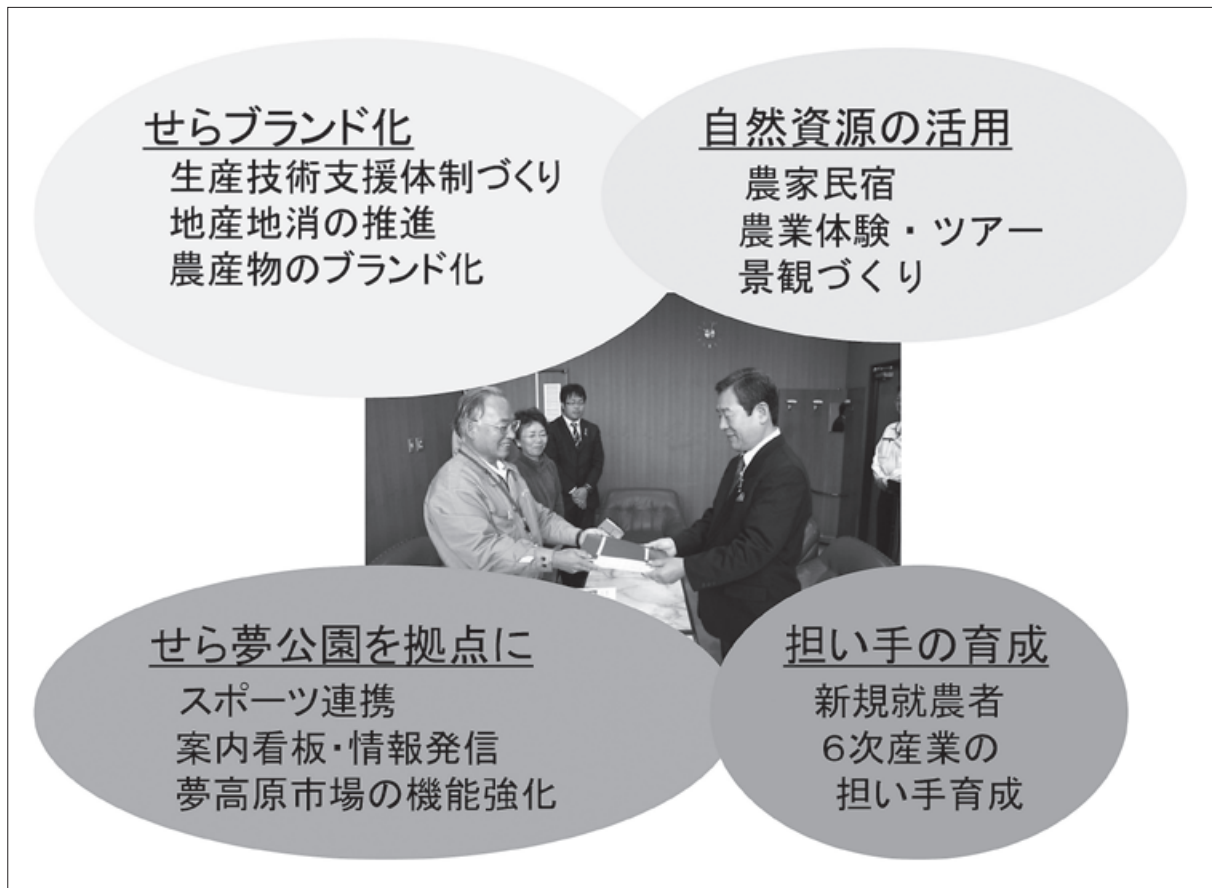 せらブランド化
生産技術支援体制づくり
地産地消の推進
農産物のブランド化
自然資源の活用
農家民宿
農業体験・ツアー
景観づくり
せら夢公園を拠点に
スポーツ連携
案内看板・情報発信
夢高原市場の機能強化
担い手の育成
新規就農者
6次産業の
担い手育成